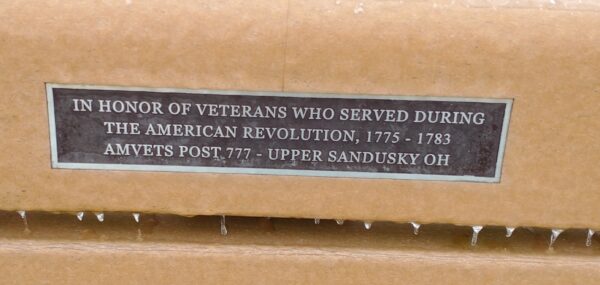 IN HONOR OF VETERANS WHO SERVED DURING
THE AMERICAN REVOLUTION, 1775 - 1783
AMVETS POST 777 - UPPER SANDUSKY OH